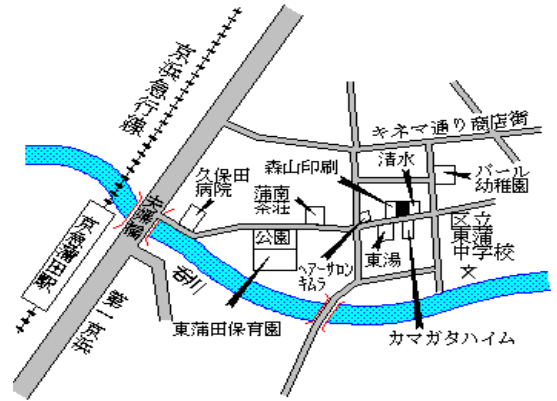 京浜急行線
キネマ通り商店街
森山印刷
清水
パール
幼稚園
久保田
病院
蒲南
茶荘
夫婦橋
公園
区立
東蒲
中学校
ヘアーサロン
キムラ
東湯
京急蒲田駅
呑川
第一京浜
東蒲田保育園
カマガタハイム